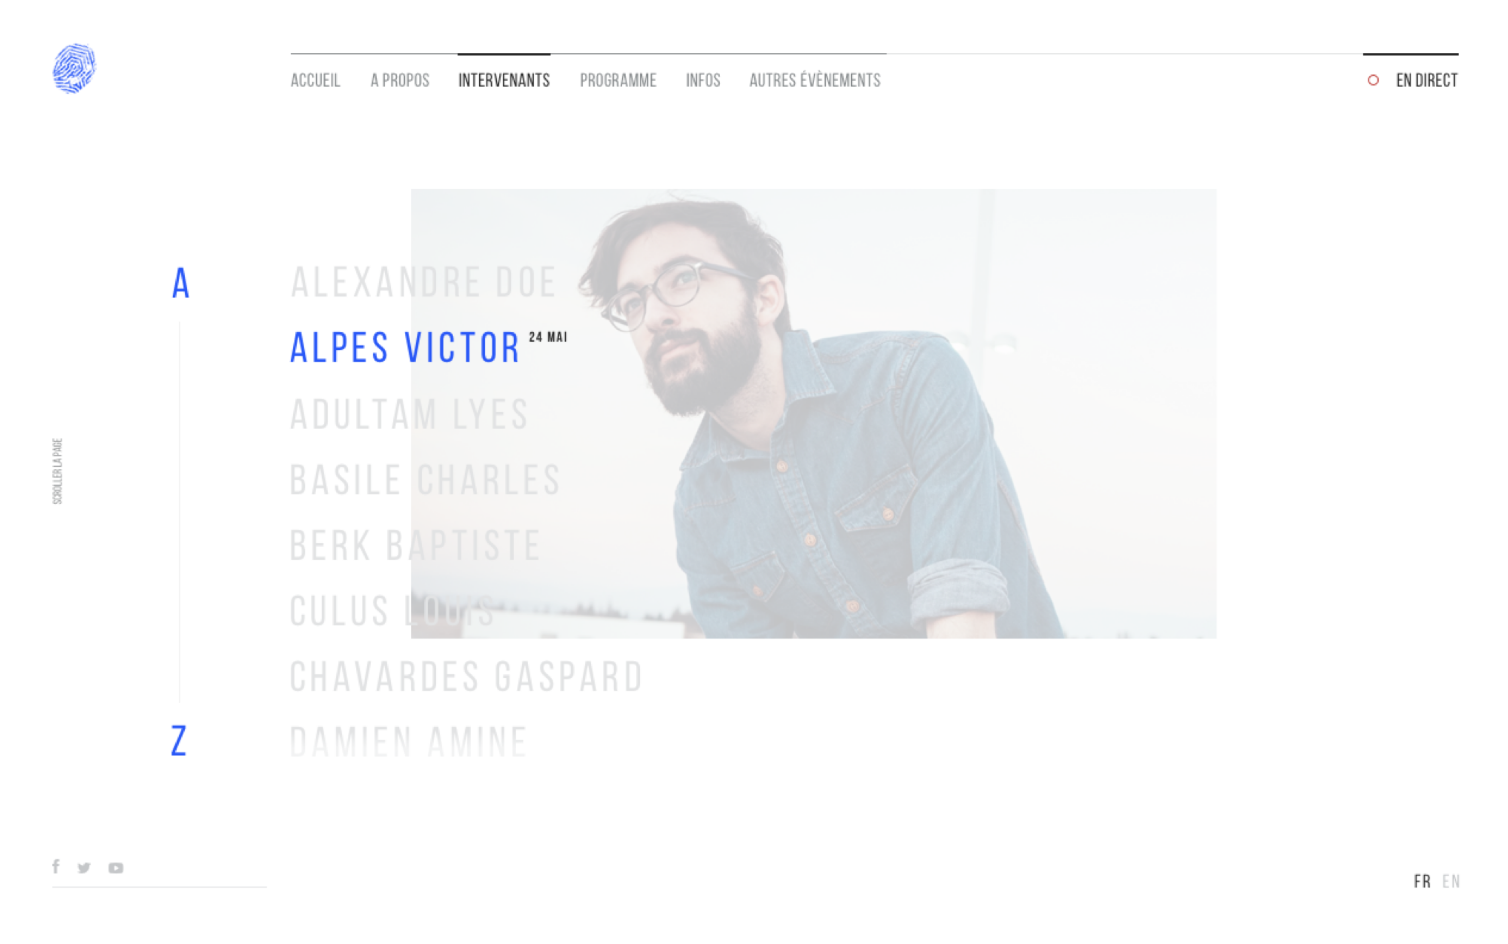 ACCUEIL A PROPOS INTERVENANTS PROGRAMME INFOS AUTRES ÉVÈNEMENTS EN DIRECT
A
ALEXANDRE DOE
ALPES VICTOR 24 MAI
ADULTAM LYES
BASILE CHARLES
BERK BAPTISTE
CULUS LOUIS
CHAVARDES GASPARD
Z
DAMIEN AMINE
SCROLLER LA PAGE
FR EN